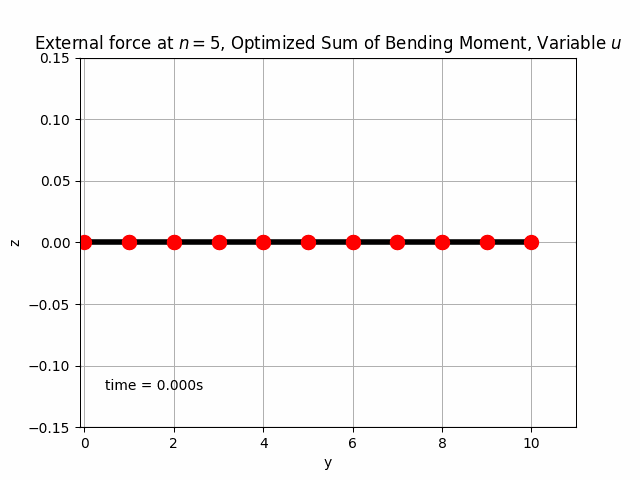 External force at n = 5, Optimized Sum of Bending Moment, Variable u
0.15
0.10
0.05
0.00
−0.05
−0.10
−0.15
z
time = 0.000s
0 2 4 6 8 10
y